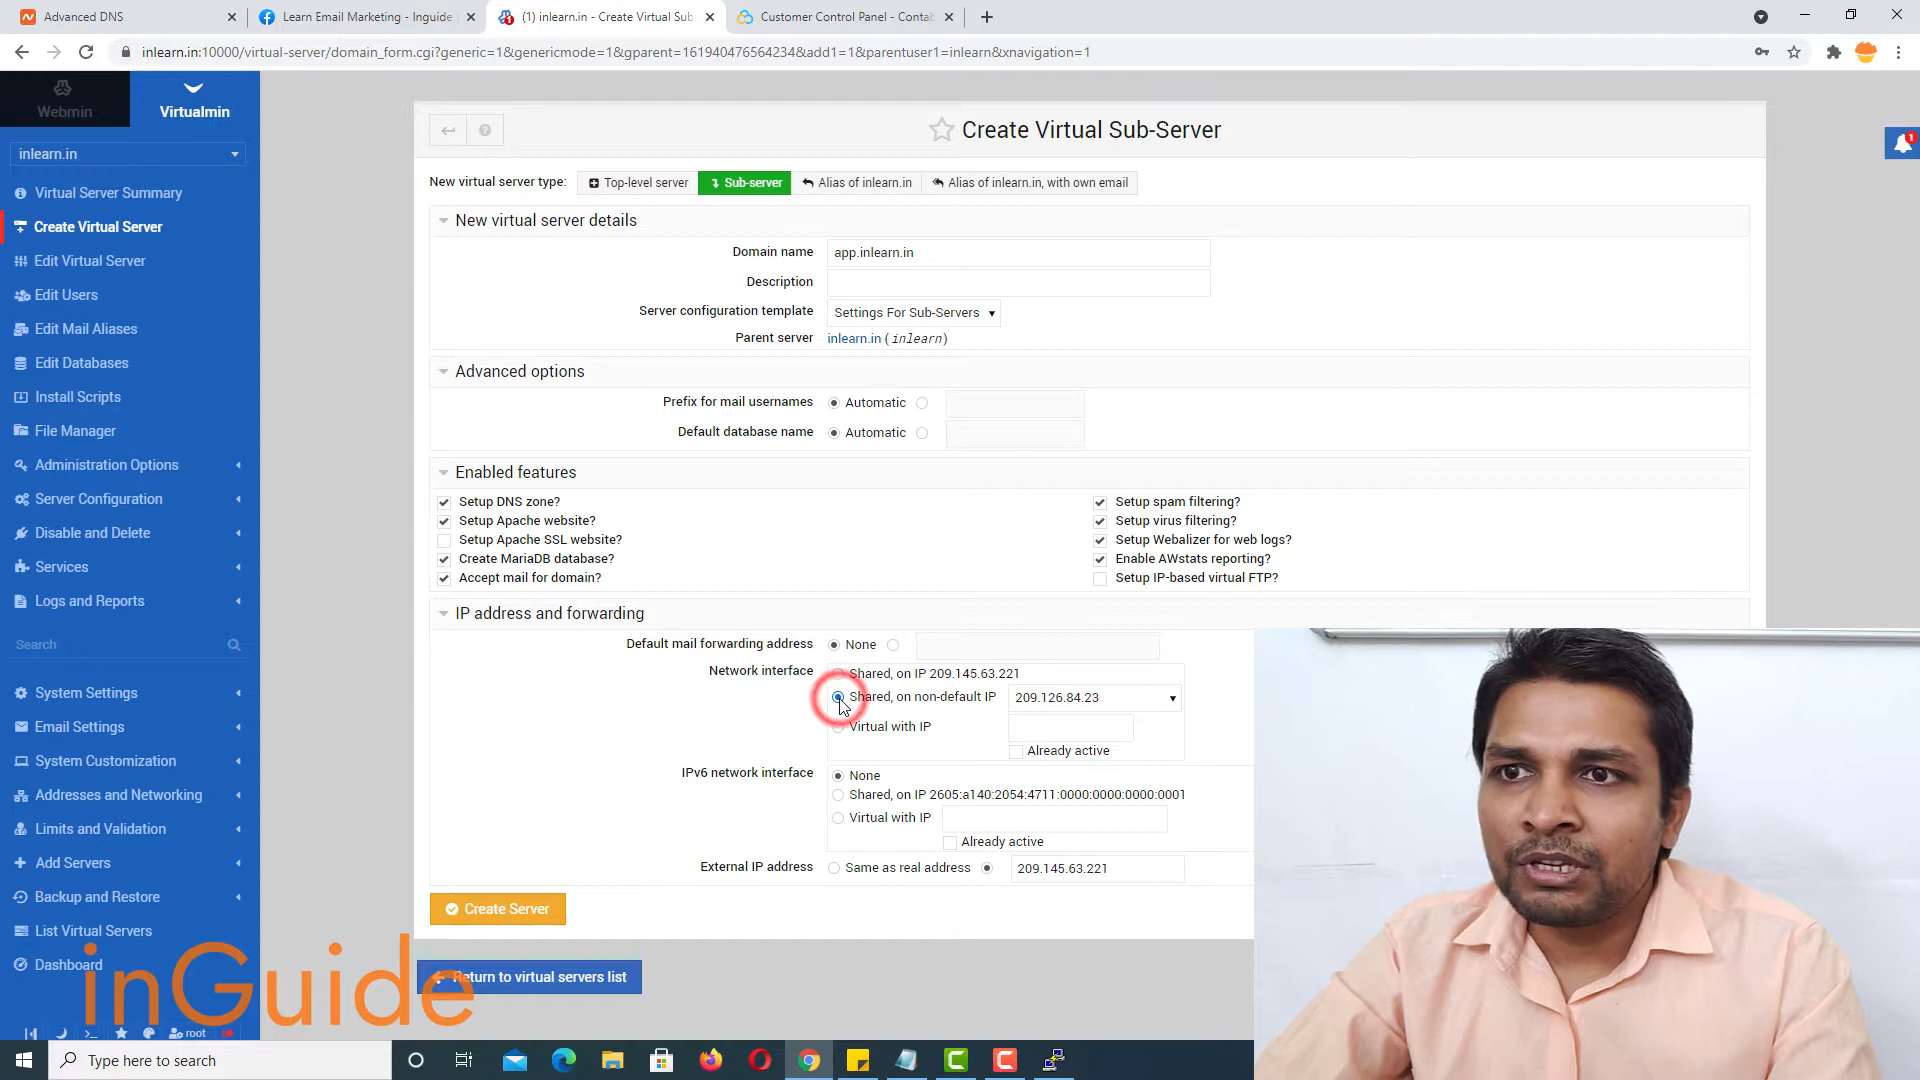 Advanced DNS
Learn Email Marketing - Inguide
(1) inlearn.in - Create Virtual Sub
Customer Control Panel - Contab
inlearn.in:10000/virtual-server/domain_form.cgi?generic=1&genericmode=1&gparent=161940476564234&add1=1&parentuser1=inlearn&xnavigation=1
Webmin
Virtualmin
inlearn.in
Virtual Server Summary
Create Virtual Server
Edit Virtual Server
Edit Users
Edit Mail Aliases
Edit Databases
Install Scripts
File Manager
Administration Options
Server Configuration
Disable and Delete
Services
Logs and Reports
Search
System Settings
Email Settings
System Customization
Addresses and Networking
Limits and Validation
Add Servers
Backup and Restore
List Virtual Servers
Dashboard
root
Create Virtual Sub-Server
1
New virtual server type: Top-level server Sub-server Alias of inlearn.in Alias of inlearn.in, with own email
New virtual server details
Domain name app.inlearn.in
Description
Server configuration template Settings For Sub-Servers
Parent server inlearn.in (inlearn)
Advanced options
Prefix for mail usernames Automatic
Default database name Automatic
Enabled features
Setup DNS zone?
Setup Apache website?
Setup Apache SSL website?
Create MariaDB database?
Accept mail for domain?
Setup spam filtering?
Setup virus filtering?
Setup Webalizer for web logs?
Enable AWstats reporting?
Setup IP-based virtual FTP?
IP address and forwarding
Default mail forwarding address None
Network interface Shared, on IP 209.145.63.221
Shared, on non-default IP 209.126.84.23
Virtual with IP
Already active
IPv6 network interface None
Shared, on IP 2605:a140:2054:4711:0000:0000:0000:0001
Virtual with IP
Already active
External IP address Same as real address 209.145.63.221
Create Server
Return to virtual servers list
inGuide
Type here to search